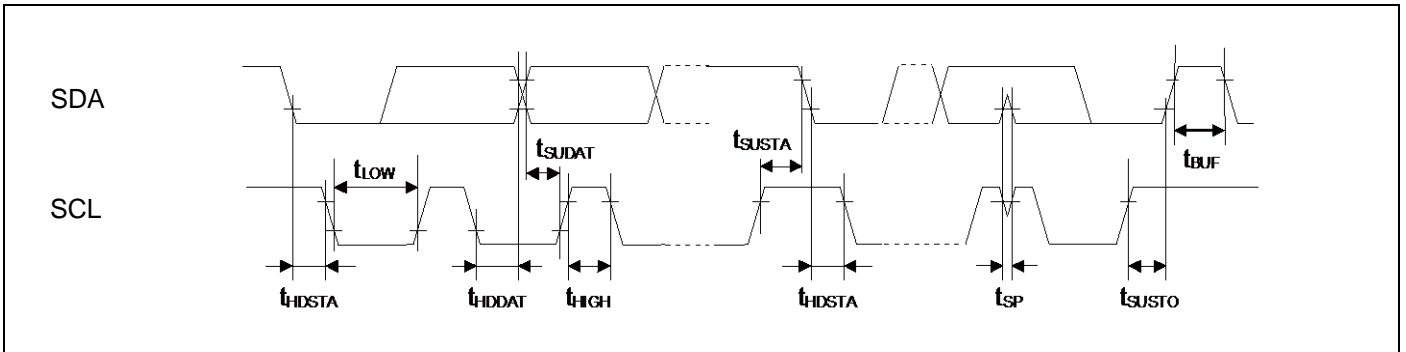 SDA
tSUDAT
tSUSTA
tBUF
tLOW
SCL
tHDSTA
tHDDAT
tHIGH
tHDSTA
tSP
tSUSTO